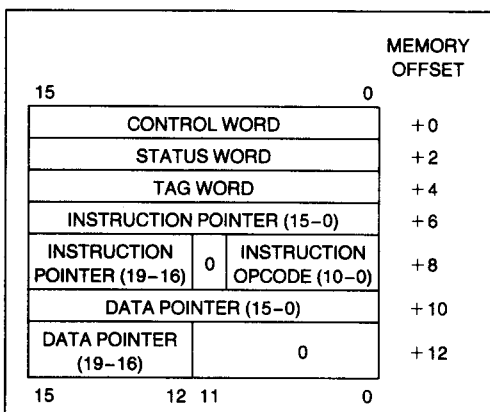 MEMORY
OFFSET
15 0
CONTROL WORD +0
STATUS WORD +2
TAG WORD +4
INSTRUCTION POINTER (15–0) +6
INSTRUCTION POINTER (19–16) 0 INSTRUCTION OPCODE (10–0) +8
DATA POINTER (15–0) +10
DATA POINTER (19–16) 0 +12
15 12 11 0